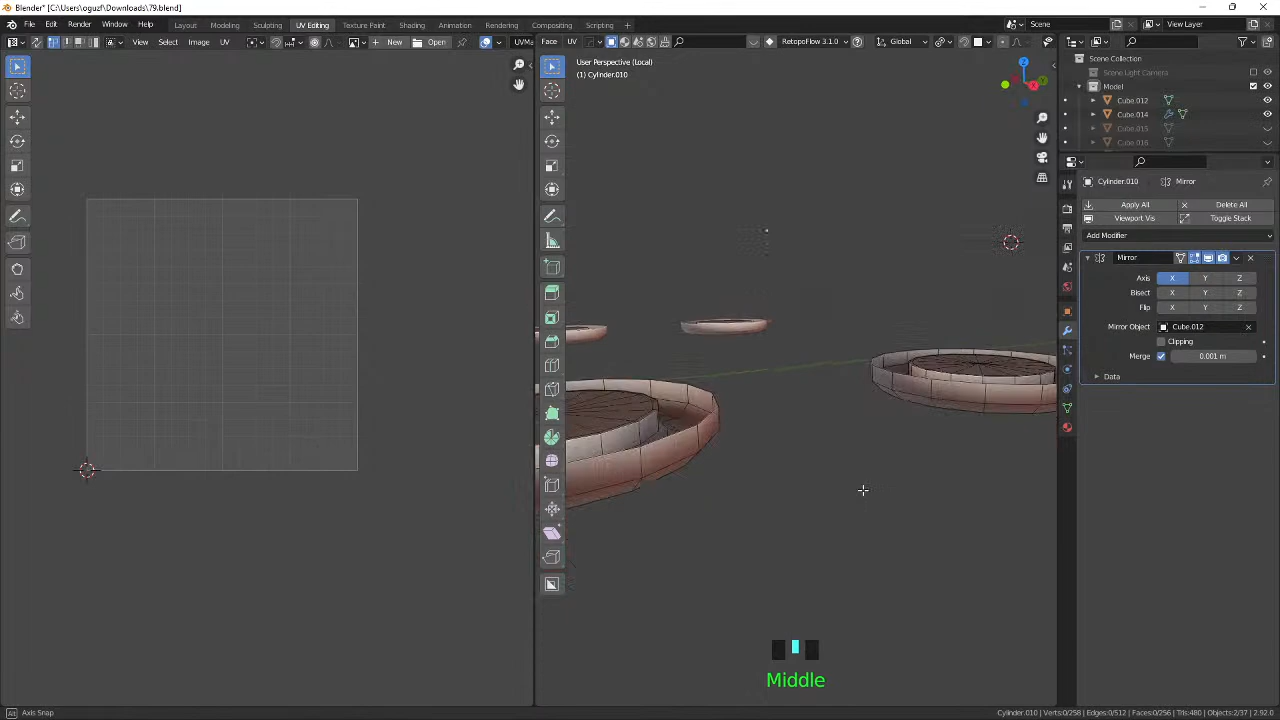 Blender* [C:\Users\oguzf\Downloads\79.blend]
File Edit Render Window Help Layout Modeling Sculpting UV Editing Texture Paint Shading Animation Rendering Compositing Scripting Scene View Layer
View Select Image UV New Open UVMa Face UV RetopoFlow 3.1.0 Global
User Perspective (Local)
(1) Cylinder.010
Scene Collection
Scene Light Camera
Model
Cube.012
Cube.014
Cube.015
Cube.016
Cylinder.010 Mirror
Apply All Delete All
Viewport Vis Toggle Stack
Add Modifier
Mirror
Axis X Y Z
Bisect X Y Z
Flip X Y Z
Mirror Object Cube.012
Clipping
Merge 0.001 m
Data
Z
X
Y
Middle
Alt Axis Snap
Cylinder.010 | Verts:0/258 | Edges:0/512 | Faces:0/256 | Tris:480 | Objects:2/37 | 2.92.0